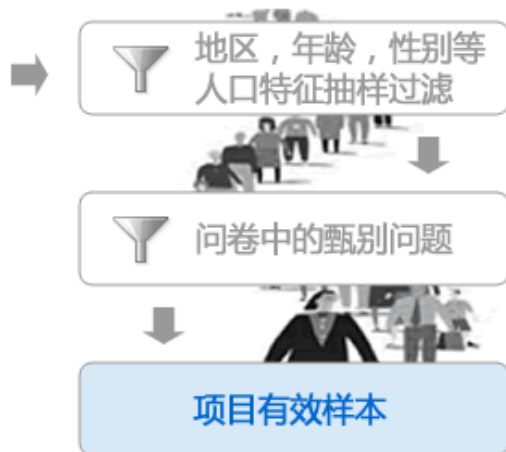 地区，年龄，性别等
人口特征抽样过滤
问卷中的甄别问题
项目有效样本